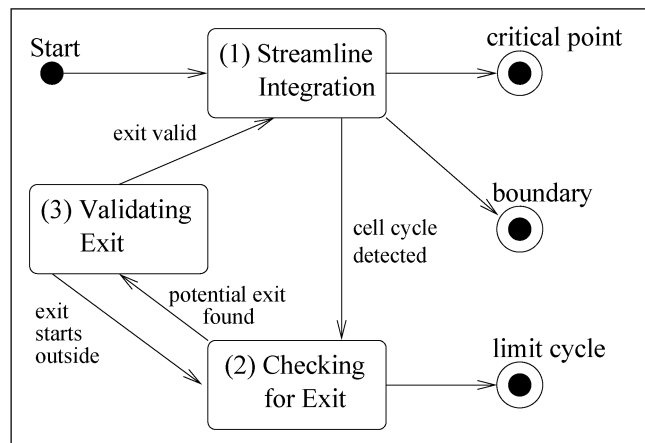 Start
(1) Streamline
Integration
critical point
exit valid
(3) Validating
Exit
boundary
cell cycle
detected
potential exit
found
exit
starts
outside
(2) Checking
for Exit
limit cycle